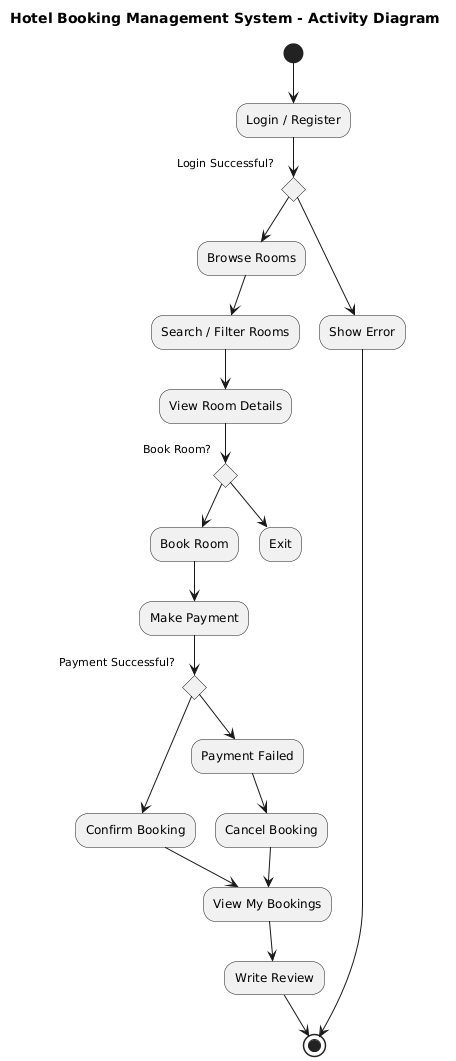 Hotel Booking Management System - Activity Diagram
Login / Register
Login Successful?
Browse Rooms
Search / Filter Rooms
Show Error
View Room Details
Book Room?
Book Room
Exit
Make Payment
Payment Successful?
Payment Failed
Confirm Booking
Cancel Booking
View My Bookings
Write Review